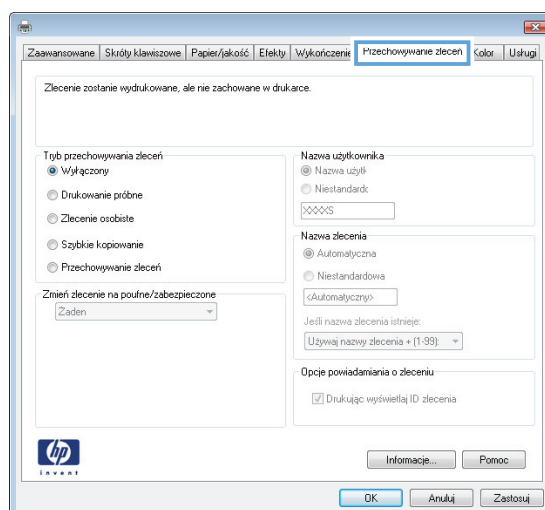 Zaawansowane Skróty klawiszowe Papier/jakość Efekty Wykończenie Przechowywanie zleceń Kolor Usługi
Zlecenie zostanie wydrukowane, ale nie zachowane w drukarce.
Tryb przechowywania zleceń
Wyłączony
Drukowanie próbne
Zlecenie osobiste
Szybkie kopiowanie
Przechowywanie zleceń
Zmień zlecenie na poufne/zabezpieczone
Żaden
Nazwa użytkownika
Nazwa użytk
Niestandardc
XXXXS
Nazwa zlecenia
Automatyczna
Niestandardowa
<Automatyczny>
Jeśli nazwa zlecenia istnieje:
Używaj nazwy zlecenia + (1-99):
Opcje powiadamiania o zleceniu
Drukując wyświetlaj ID zlecenia
hp
invent
Informacje... Pomoc
OK Anuluj Zastosuj